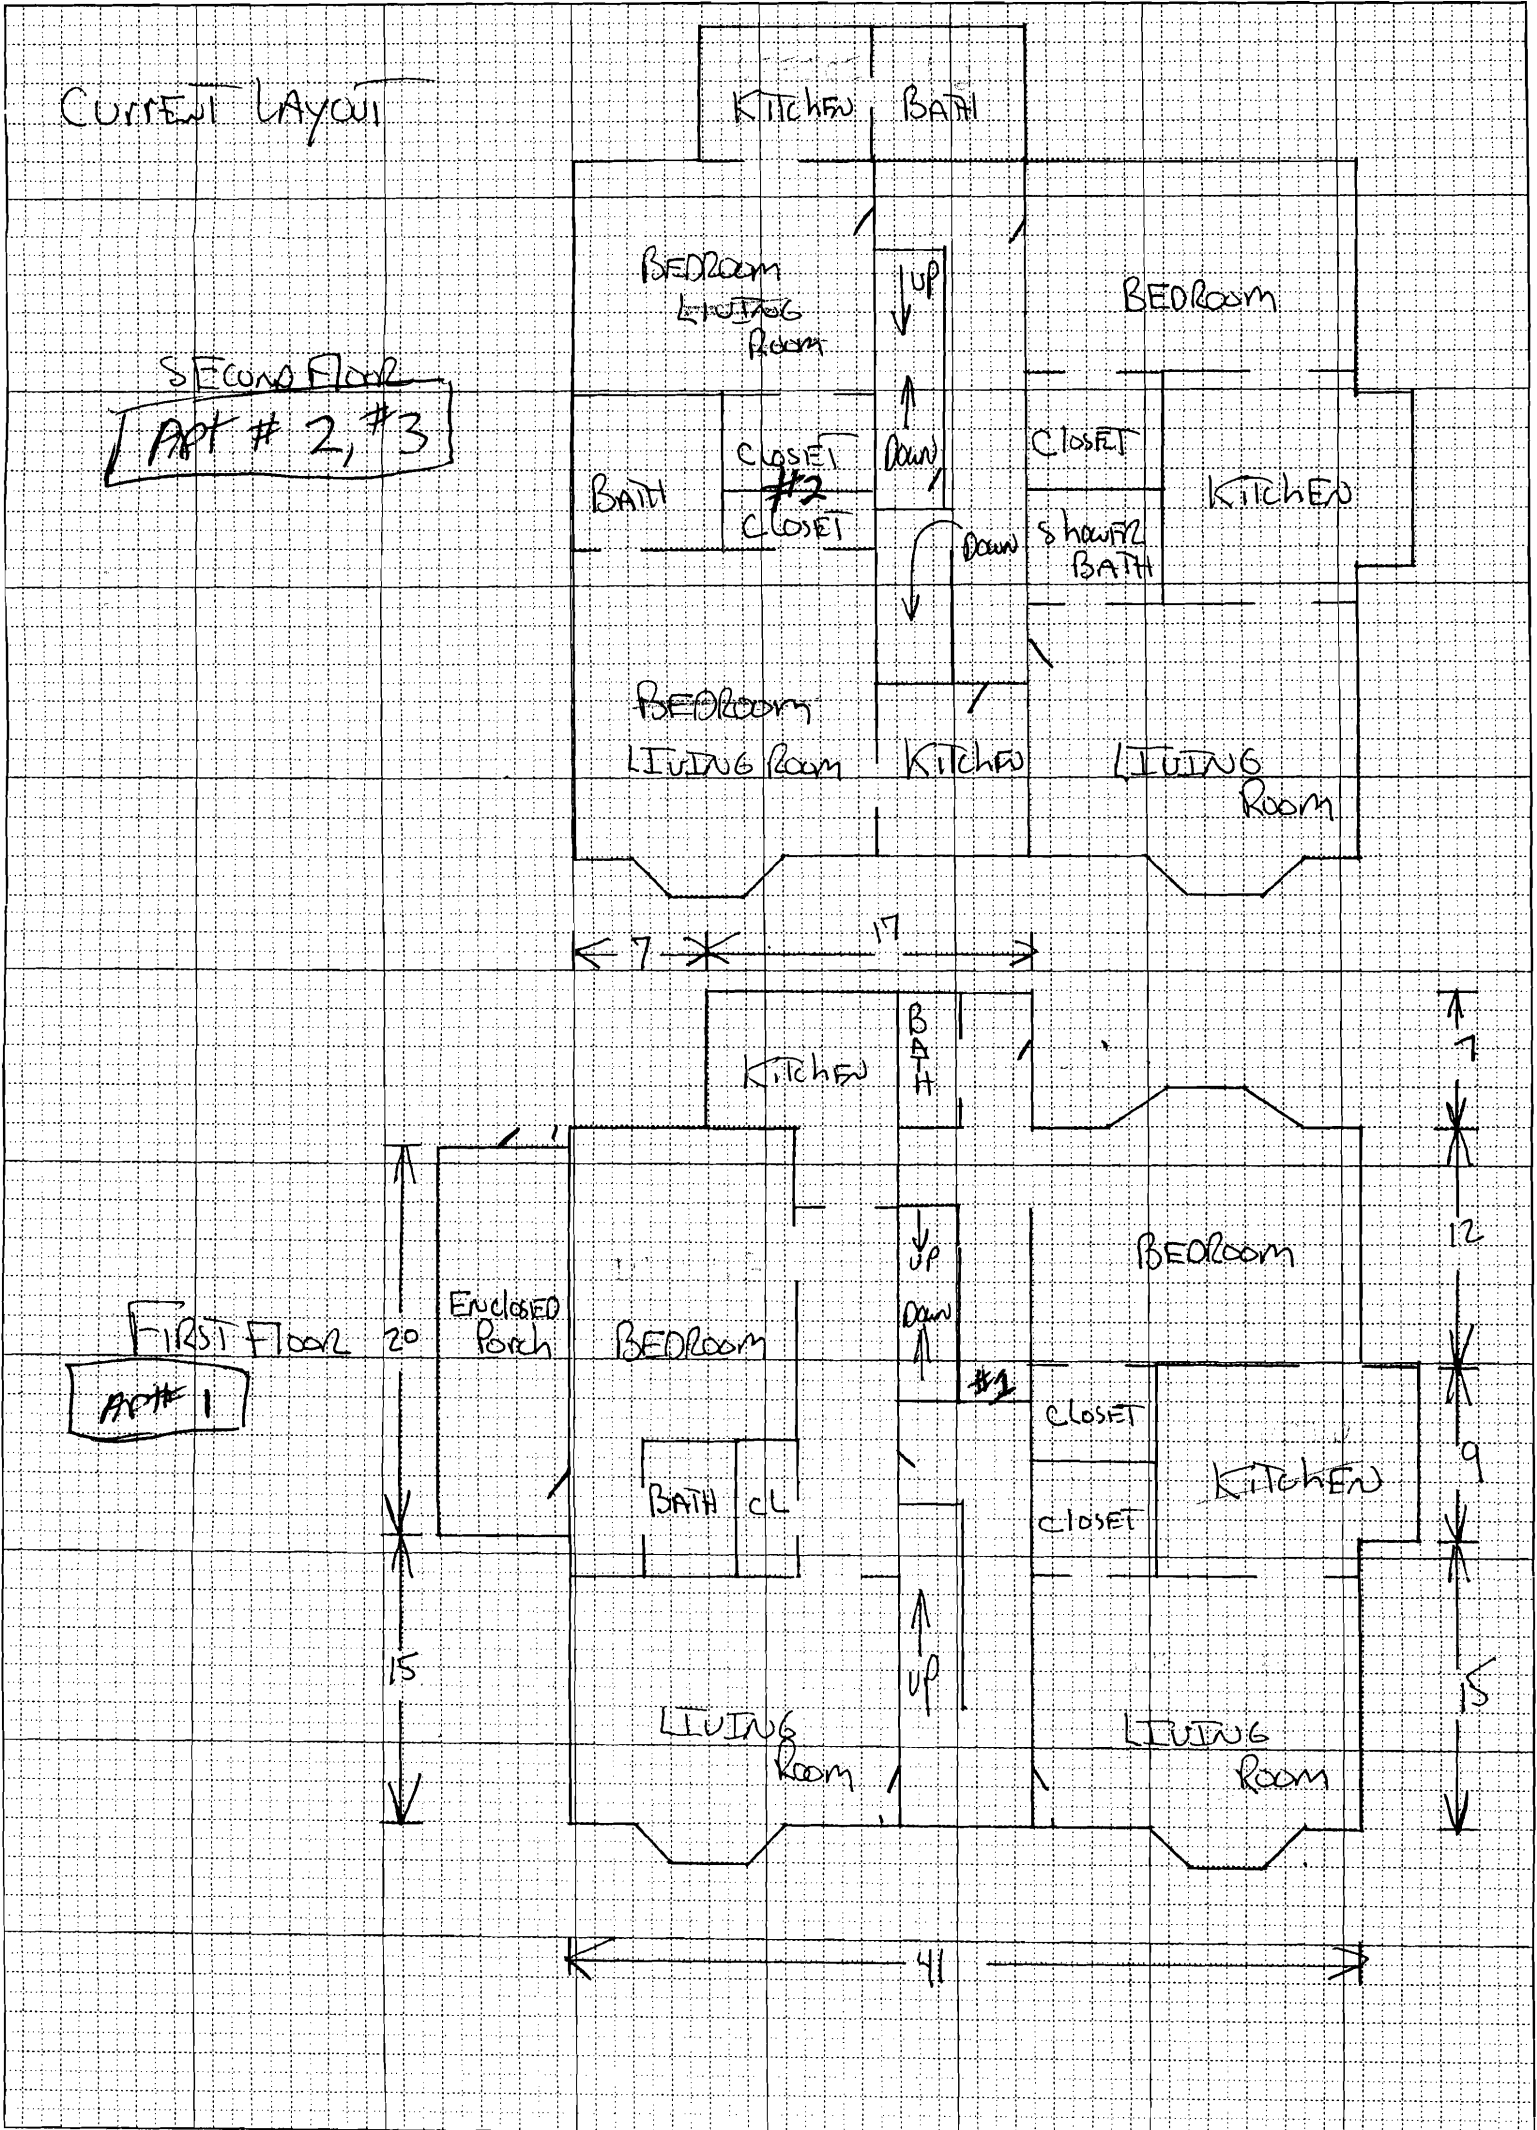 CURRENT LAYOUT
KITCHEN
BATH
BEDROOM
LIVING
ROOM
UP
BEDROOM
SECOND FLOOR
APT # 2, #3
CLOSET
#2
CLOSET
BATH
DOWN
DOWN
CLOSET
SHOWER
BATH
KITCHEN
BEDROOM
LIVING ROOM
KITCHEN
LIVING
ROOM
7
17
KITCHEN
BATH
7
12
BEDROOM
UP
DOWN
#1
FIRST FLOOR
APT# 1
20
ENCLOSED
PORCH
BEDROOM
BATH
CL
CLOSET
CLOSET
KITCHEN
9
15
UP
LIVING
ROOM
LIVING
ROOM
15
41